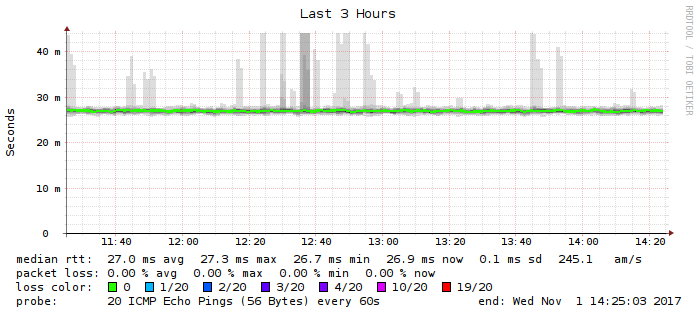 Last 3 Hours
RRDTOOL / TOBI OETIKER
Seconds
40 m
30 m
20 m
10 m
0
11:40 12:00 12:20 12:40 13:00 13:20 13:40 14:00 14:20
median rtt: 27.0 ms avg 27.3 ms max 26.7 ms min 26.9 ms now 0.1 ms sd 245.1 am/s
packet loss: 0.00 % avg 0.00 % max 0.00 % min 0.00 % now
loss color: 0 1/20 2/20 3/20 4/20 10/20 19/20
probe: 20 ICMP Echo Pings (56 Bytes) every 60s end: Wed Nov 1 14:25:03 2017